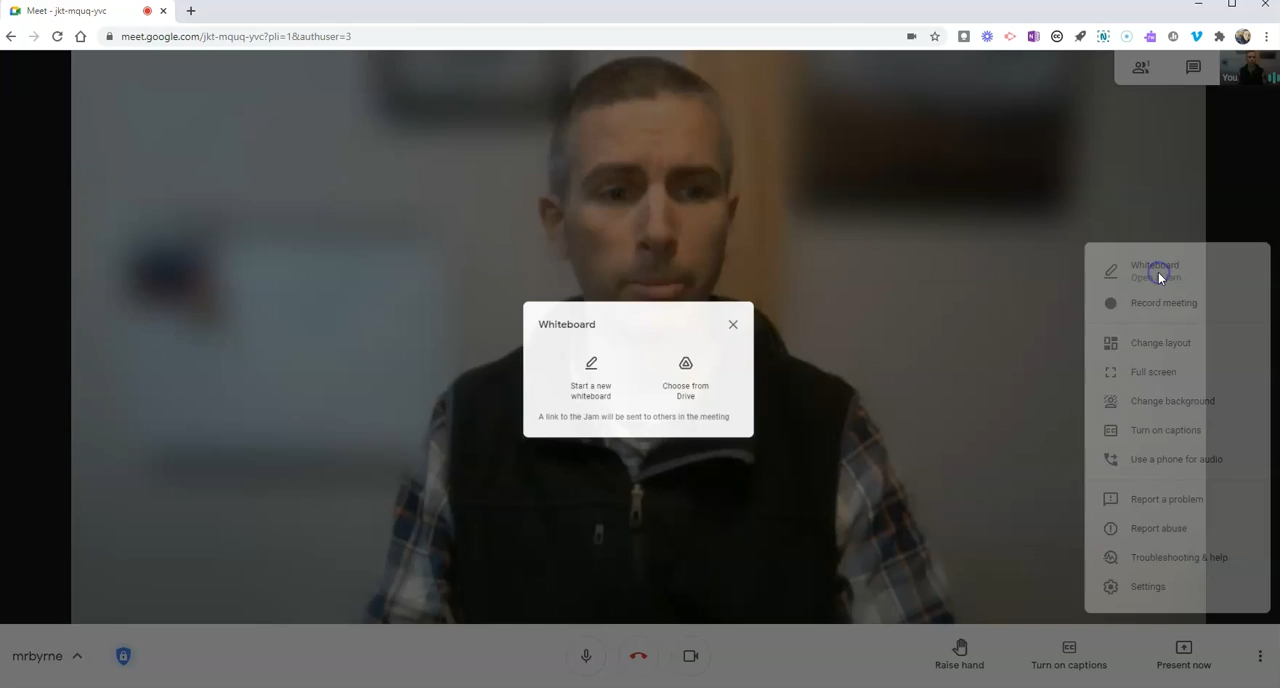 Meet - jkt-mquq-yvc
meet.google.com/jkt-mquq-yvc?pli=1&authuser=3
You
Whiteboard
Record meeting
Change layout
Full screen
Change background
Turn on captions
Use a phone for audio
Report a problem
Report abuse
Troubleshooting & help
Settings
Whiteboard
Start a new
whiteboard
Choose from
Drive
A link to the Jam will be sent to others in the meeting
mrbyrne
Raise hand
Turn on captions
Present now